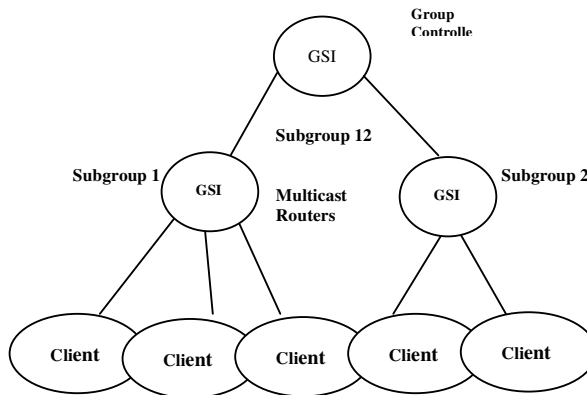 Group
Controlle
GSI
Subgroup 12
Subgroup 1
GSI
Multicast
Routers
GSI
Subgroup 2
Client
Client
Client
Client
Client